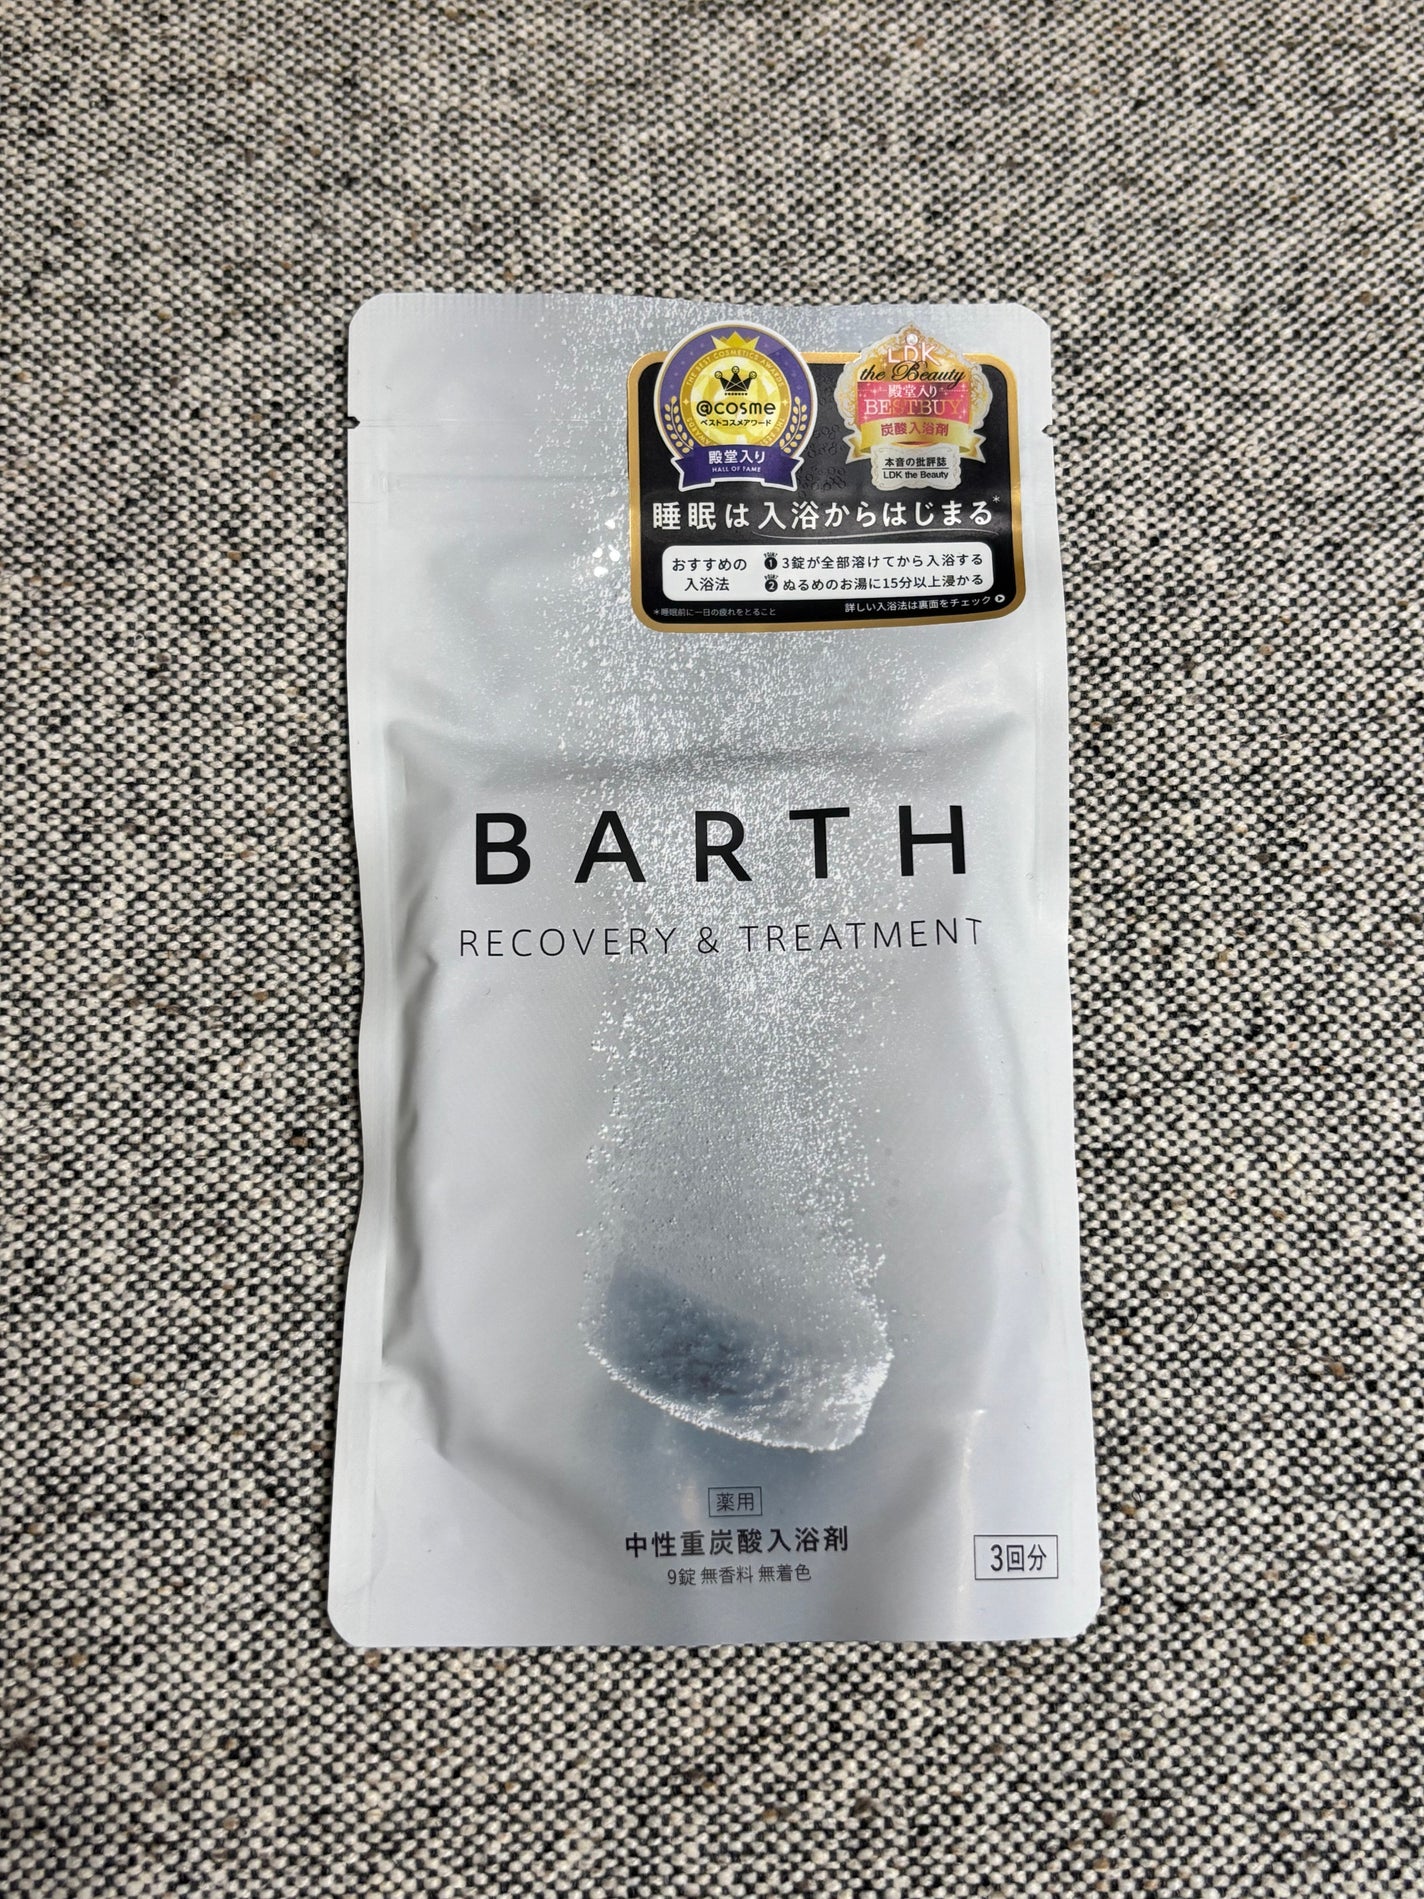 THE BEST COSMETICS AWARDS
@cosme
ベストコスメアワード
殿堂入り
HALL OF FAME
LDK
the Beauty
殿堂入り
BESTBUY
炭酸入浴剤
本音の批評誌
LDK the Beauty
睡眠は入浴からはじまる*
おすすめの
入浴法
1 3錠が全部溶けてから入浴する
2 ぬるめのお湯に15分以上浸かる
*睡眠前に一日の疲れをとること
詳しい入浴法は裏面をチェック
BARTH
RECOVERY & TREATMENT
薬用
中性重炭酸入浴剤
9錠 無香料 無着色
3回分